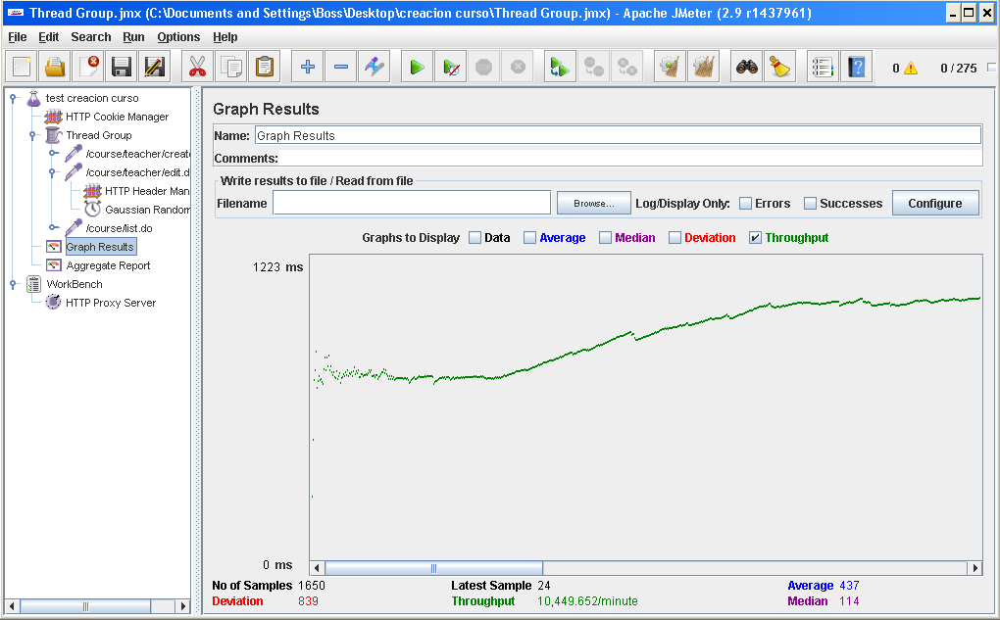 Thread Group.jmx (C:\Documents and Settings\Boss\Desktop\creacion curso\Thread Group.jmx) - Apache JMeter (2.9 r1437961)
File Edit Search Run Options Help
0 0 / 275
test creacion curso
HTTP Cookie Manager
Thread Group
/course/teacher/creat
/course/teacher/edit.d
HTTP Header Man
Gaussian Random
/course/list.do
Graph Results
Aggregate Report
WorkBench
HTTP Proxy Server
Graph Results
Name: Graph Results
Comments:
Write results to file / Read from file
Filename Browse... Log/Display Only: Errors Successes Configure
Graphs to Display Data Average Median Deviation Throughput
1223 ms
0 ms
No of Samples 1650 Latest Sample 24 Average 437
Deviation 839 Throughput 10,449.652/minute Median 114